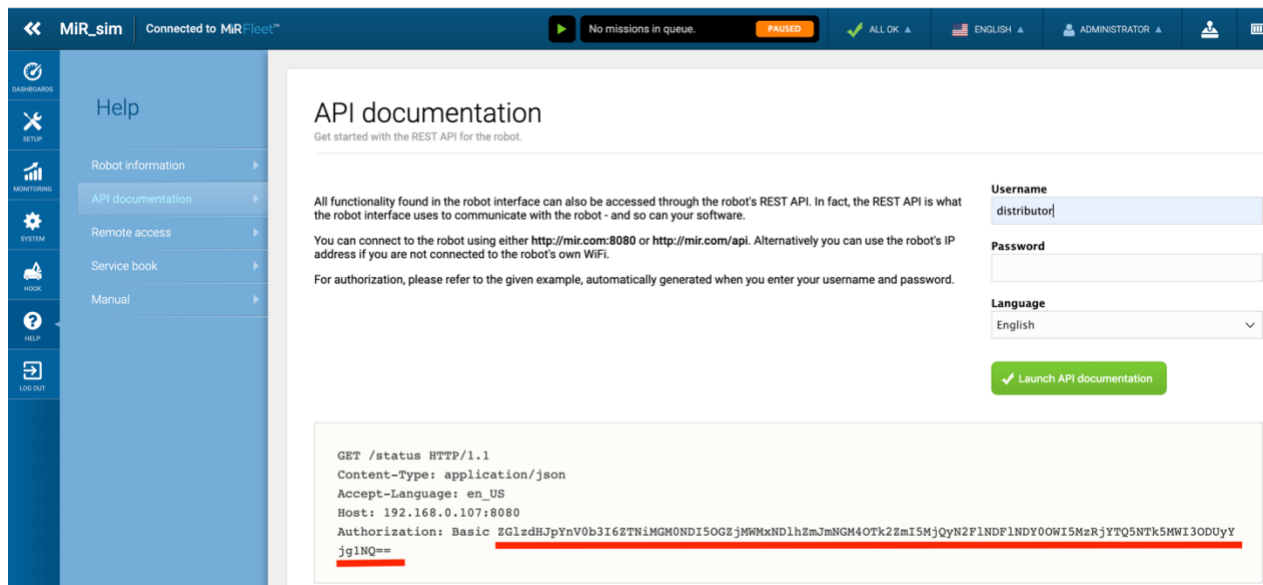 MiR_sim
Connected to MiRFleet™
No missions in queue.
PAUSED
ALL OK
ENGLISH
ADMINISTRATOR
DASHBOARDS
SETUP
MONITORING
SYSTEM
HOOK
HELP
LOG OUT
Help
Robot information
API documentation
Remote access
Service book
Manual
API documentation
Get started with the REST API for the robot.
All functionality found in the robot interface can also be accessed through the robot's REST API. In fact, the REST API is what
the robot interface uses to communicate with the robot - and so can your software.
You can connect to the robot using either http://mir.com:8080 or http://mir.com/api. Alternatively you can use the robot's IP
address if you are not connected to the robot's own WiFi.
For authorization, please refer to the given example, automatically generated when you enter your username and password.
Username
distributor
Password
Language
English
Launch API documentation
GET /status HTTP/1.1
Content-Type: application/json
Accept-Language: en_US
Host: 192.168.0.107:8080
Authorization: Basic ZGlzdHJpYnV0b3I6ZTNiMGM0NDI5OGZjMWMxNDlhZmJmNGM4OTk2ZmI5MjQyN2FlNDFlNDY0OWI5MzRjYTQ5NTk5MWI3ODUyY
jg1NQ==